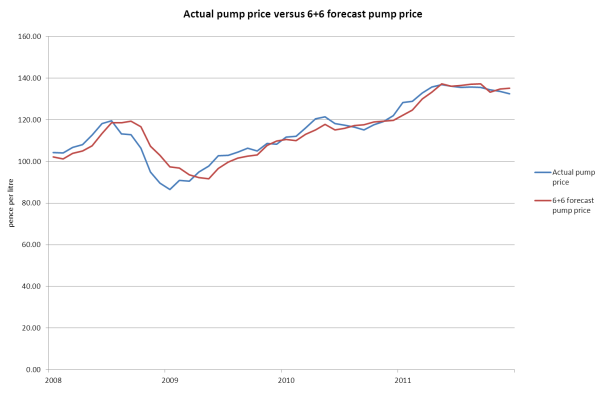 Actual pump price versus 6+6 forecast pump price
160.00
140.00
120.00
100.00
80.00
60.00
40.00
20.00
0.00
pence per litre
2008
2009
2010
2011
Actual pump
price
6+6 forecast
pump price